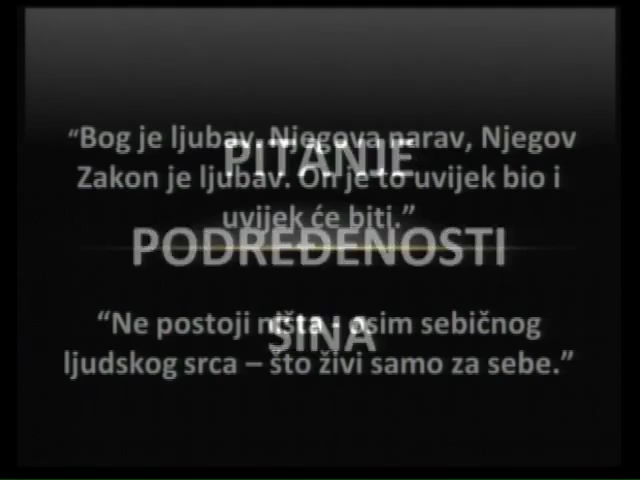 “Bog je ljubav. Njegova narav, Njegov
PITANJE
Zakon je ljubav. On je to uvijek bio i
uvijek će biti.”
PODREĐENOSTI
“Ne postoji ništa - osim sebičnog
SINA
ljudskog srca – što živi samo za sebe.”